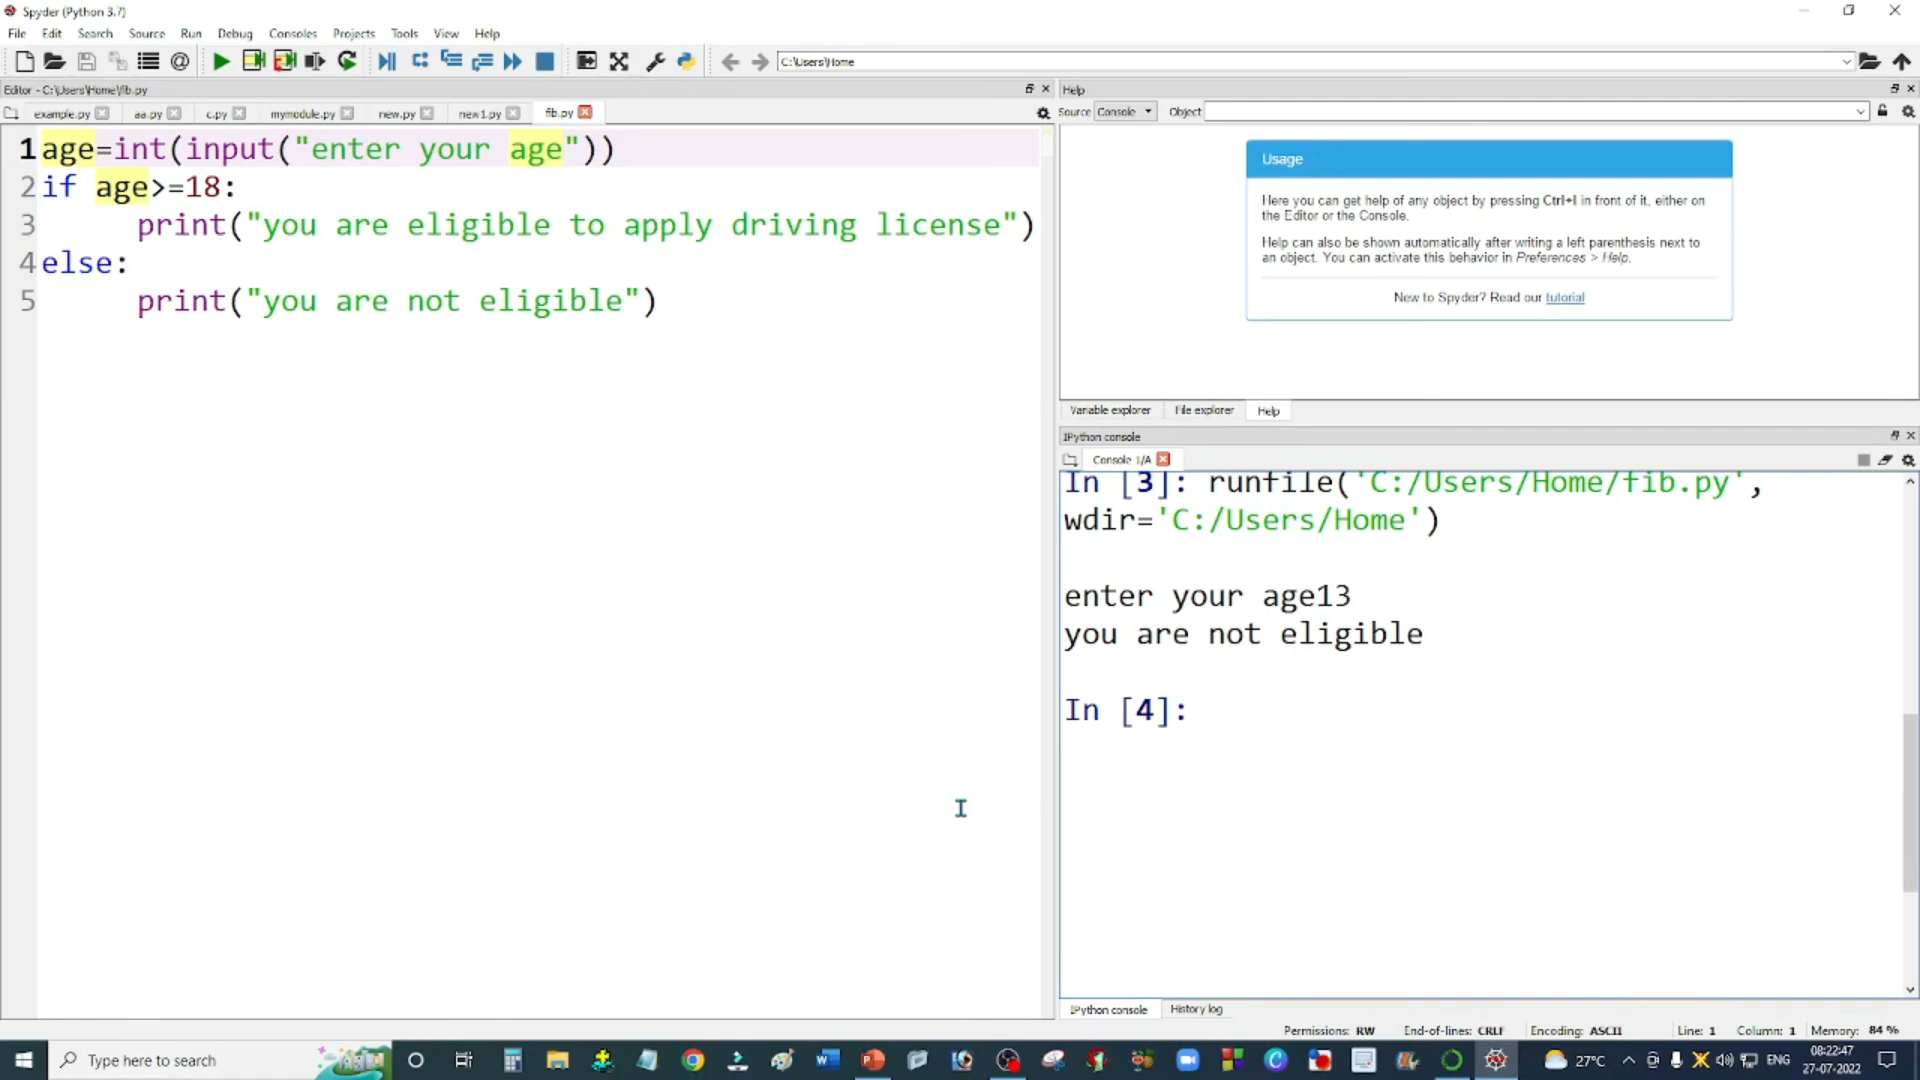 Spyder (Python 3.7)
File Edit Search Source Run Debug Consoles Projects Tools View Help
C:\Users\Home
Editor - C:\Users\Home\fib.py
example.py aa.py c.py mymodule.py new.py new1.py fib.py
1 age=int(input("enter your age"))
2 if age>=18:
3 print("you are eligible to apply driving license")
4 else:
5 print("you are not eligible")
Help
Source Console Object
Usage
Here you can get help of any object by pressing Ctrl+I in front of it, either on
the Editor or the Console.
Help can also be shown automatically after writing a left parenthesis next to
an object. You can activate this behavior in Preferences > Help.
New to Spyder? Read our tutorial
Variable explorer File explorer Help
IPython console
Console 1/A
In [3]: runfile('C:/Users/Home/fib.py',
wdir='C:/Users/Home')
enter your age13
you are not eligible
In [4]:
IPython console History log
Permissions: RW End-of-lines: CRLF Encoding: ASCII Line: 1 Column: 1 Memory: 84 %
Type here to search
27°C ENG
08:22:47
27-07-2022